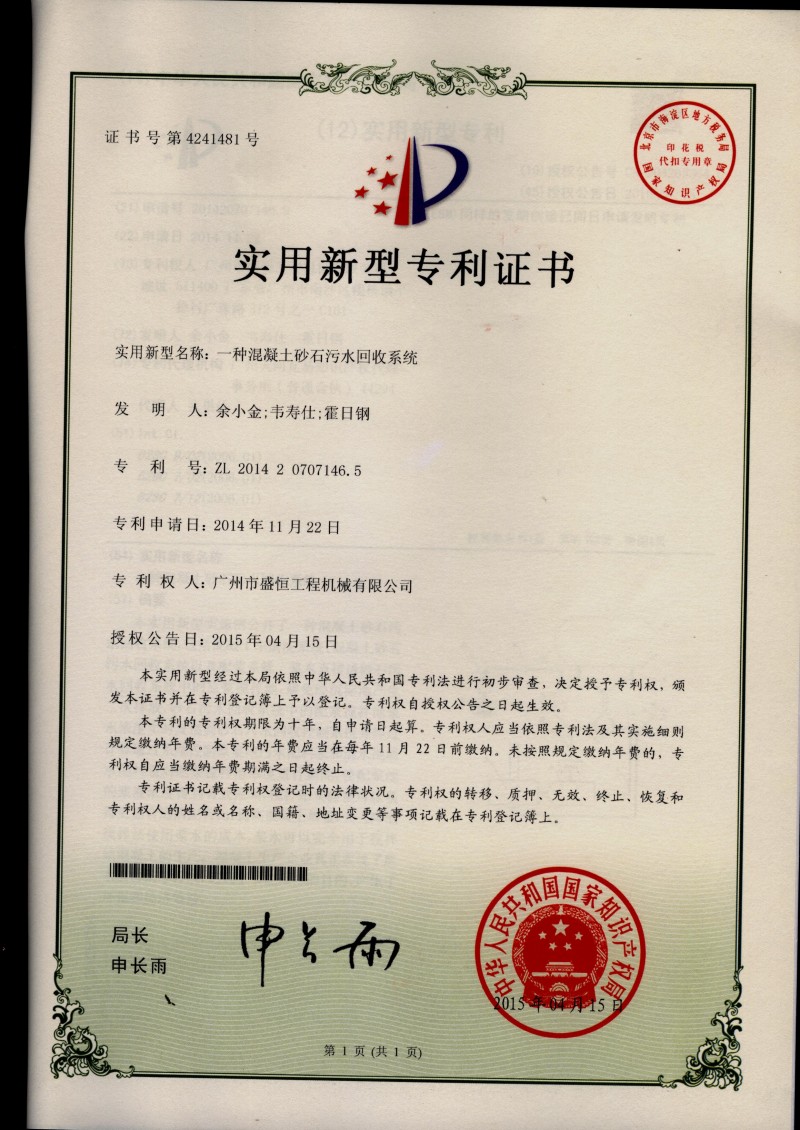 证书号第4241481号
北京市海淀区地方税务局
印花税
代扣专用章
国家知识产权局
实用新型专利证书
实用新型名称：一种混凝土砂石污水回收系统
发明人：余小金;韦寿仕;霍日钢
专利号：ZL 2014 2 0707146.5
专利申请日：2014年11月22日
专利权人：广州市盛恒工程机械有限公司
授权公告日：2015年04月15日
本实用新型经过本局依照中华人民共和国专利法进行初步审查，决定授予专利权，颁
发本证书并在专利登记簿上予以登记。专利权自授权公告之日起生效。
本专利的专利权期限为十年，自申请日起算。专利权人应当依照专利法及其实施细则
规定缴纳年费。本专利的年费应当在每年11月22日前缴纳。未按照规定缴纳年费的，专
利权自应当缴纳年费期满之日起终止。
专利证书记载专利权登记时的法律状况。专利权的转移、质押、无效、终止、恢复和
专利权人的姓名或名称、国籍、地址变更等事项记载在专利登记簿上。
局长
申长雨
申长雨
中华人民共和国国家知识产权局
2015年04月15日
第1页(共1页)